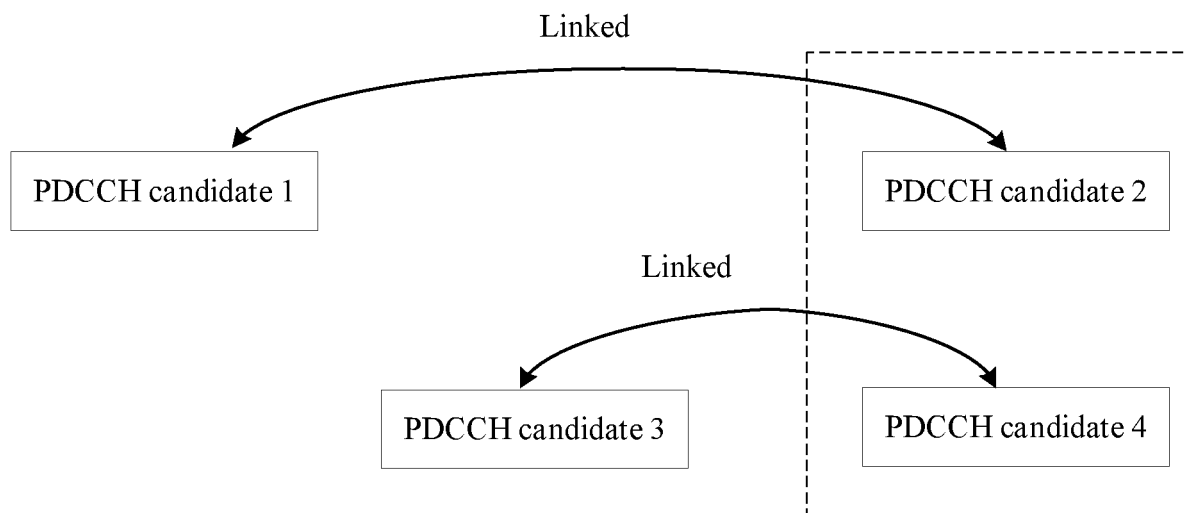 Linked
PDCCH candidate 1
PDCCH candidate 2
Linked
PDCCH candidate 3
PDCCH candidate 4